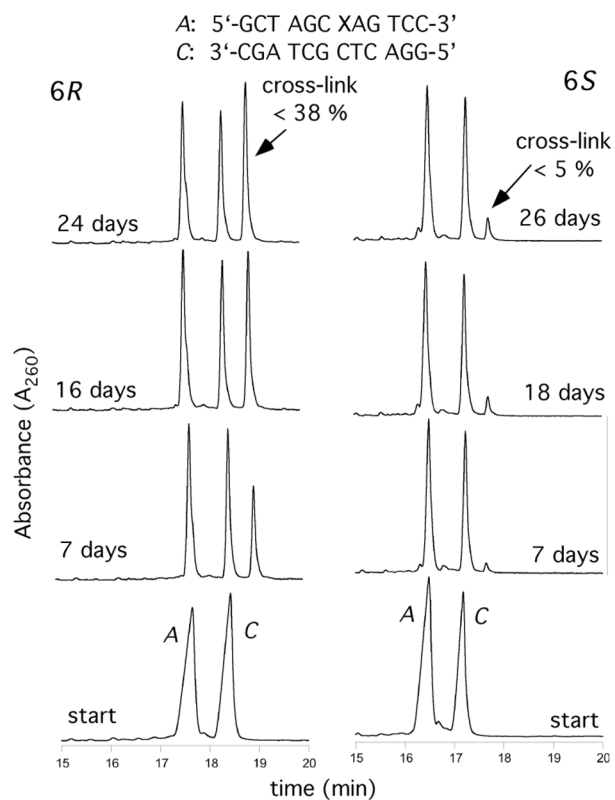 A: 5‘-GCT AGC XAG TCC-3’
C: 3‘-CGA TCG CTC AGG-5’
6R
cross-link
< 38 %
6S
cross-link
< 5 %
24 days
26 days
16 days
18 days
7 days
7 days
A
C
start
A
C
start
Absorbance (A260)
15 16 17 18 19 20
15 16 17 18 19 20
time (min)